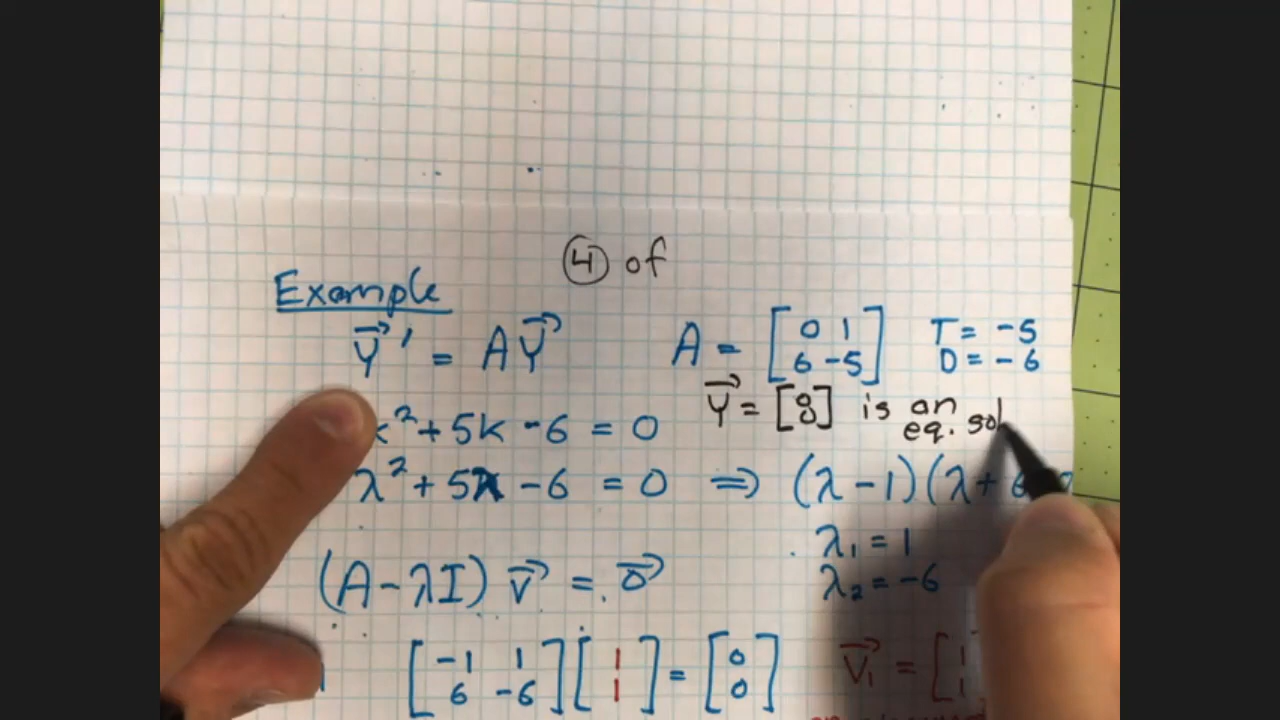 ④ of
Example
Y⃗' = AY⃗
A = [0 1; 6 -5]
T = -5
D = -6
Y⃗ = [0; 0] is an
eq. sol
k² + 5k - 6 = 0
λ² + 5λ - 6 = 0 ⇒ (λ - 1)(λ +
λ₁ = 1
λ₂ = -6
(A - λI) v⃗ = 0⃗
[-1 1; 6 -6] [1; 1] = [0; 0]
V⃗₁ = [1; 1